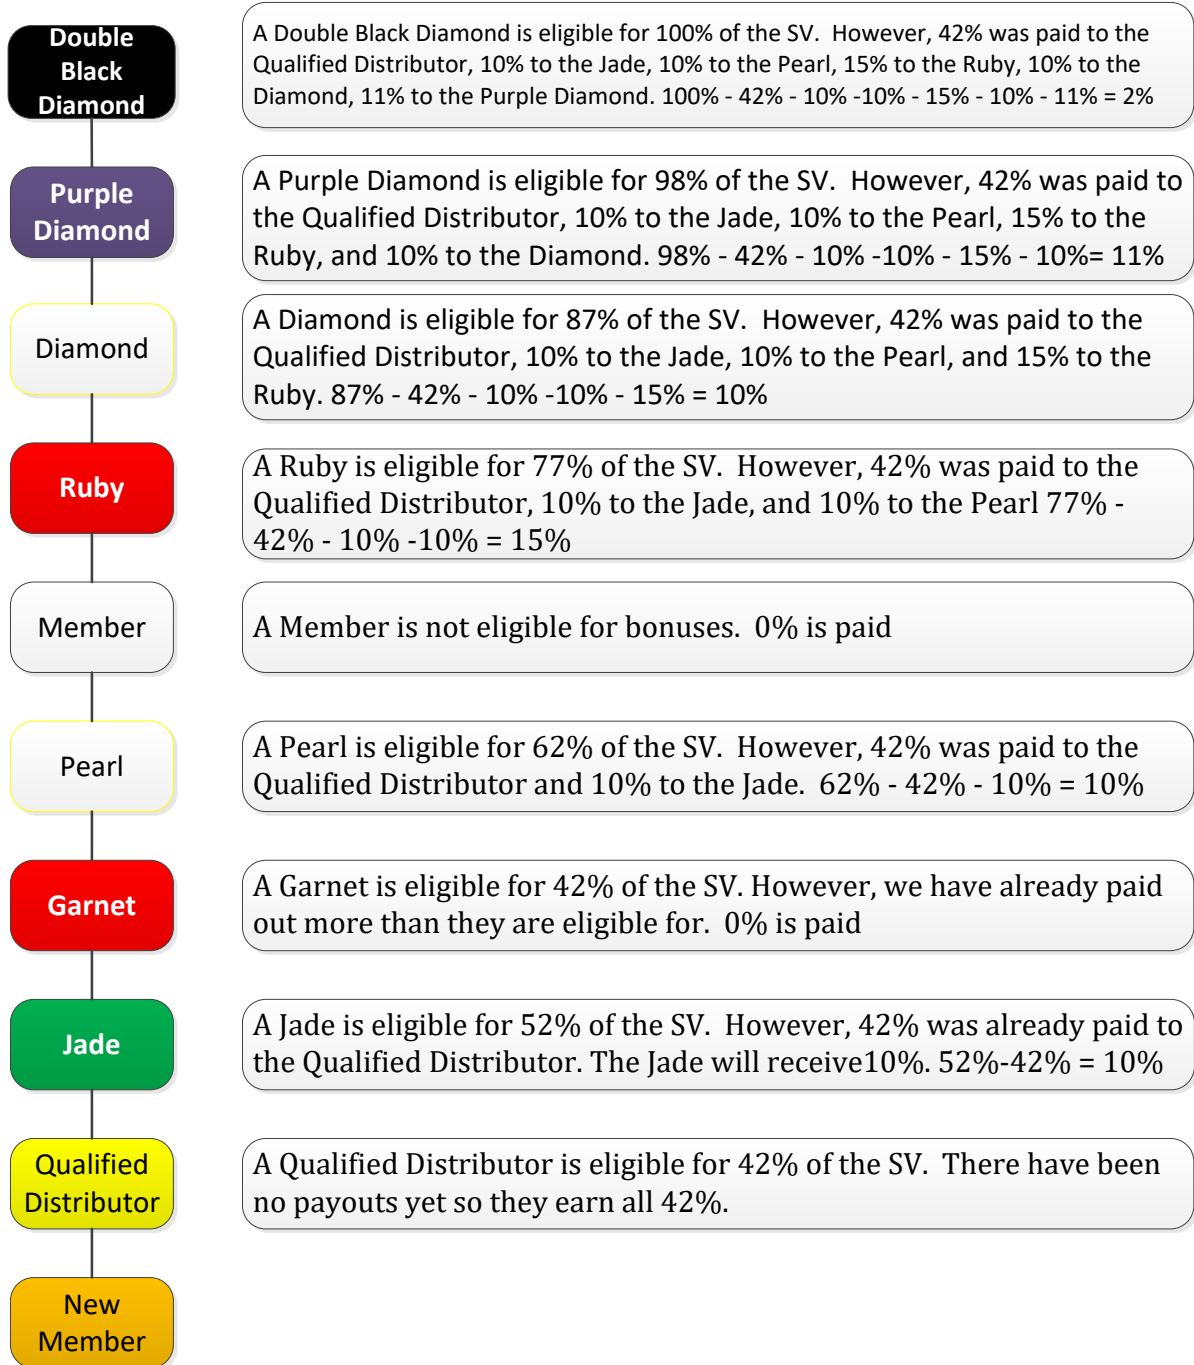 Double
Black
Diamond
A Double Black Diamond is eligible for 100% of the SV.  However, 42% was paid to the
Qualified Distributor, 10% to the Jade, 10% to the Pearl, 15% to the Ruby, 10% to the
Diamond, 11% to the Purple Diamond. 100% - 42% - 10% -10% - 15% - 10% - 11% = 2%
Purple
Diamond
A Purple Diamond is eligible for 98% of the SV.  However, 42% was paid to
the Qualified Distributor, 10% to the Jade, 10% to the Pearl, 15% to the
Ruby, and 10% to the Diamond. 98% - 42% - 10% -10% - 15% - 10%= 11%
Diamond
A Diamond is eligible for 87% of the SV.  However, 42% was paid to the
Qualified Distributor, 10% to the Jade, 10% to the Pearl, and 15% to the
Ruby. 87% - 42% - 10% -10% - 15% = 10%
Ruby
A Ruby is eligible for 77% of the SV.  However, 42% was paid to the
Qualified Distributor, 10% to the Jade, and 10% to the Pearl 77% -
42% - 10% -10% = 15%
Member
A Member is not eligible for bonuses.  0% is paid
Pearl
A Pearl is eligible for 62% of the SV.  However, 42% was paid to the
Qualified Distributor and 10% to the Jade.  62% - 42% - 10% = 10%
Garnet
A Garnet is eligible for 42% of the SV. However, we have already paid
out more than they are eligible for.  0% is paid
Jade
A Jade is eligible for 52% of the SV.  However, 42% was already paid to
the Qualified Distributor. The Jade will receive10%. 52%-42% = 10%
Qualified
Distributor
A Qualified Distributor is eligible for 42% of the SV.  There have been
no payouts yet so they earn all 42%.
New
Member